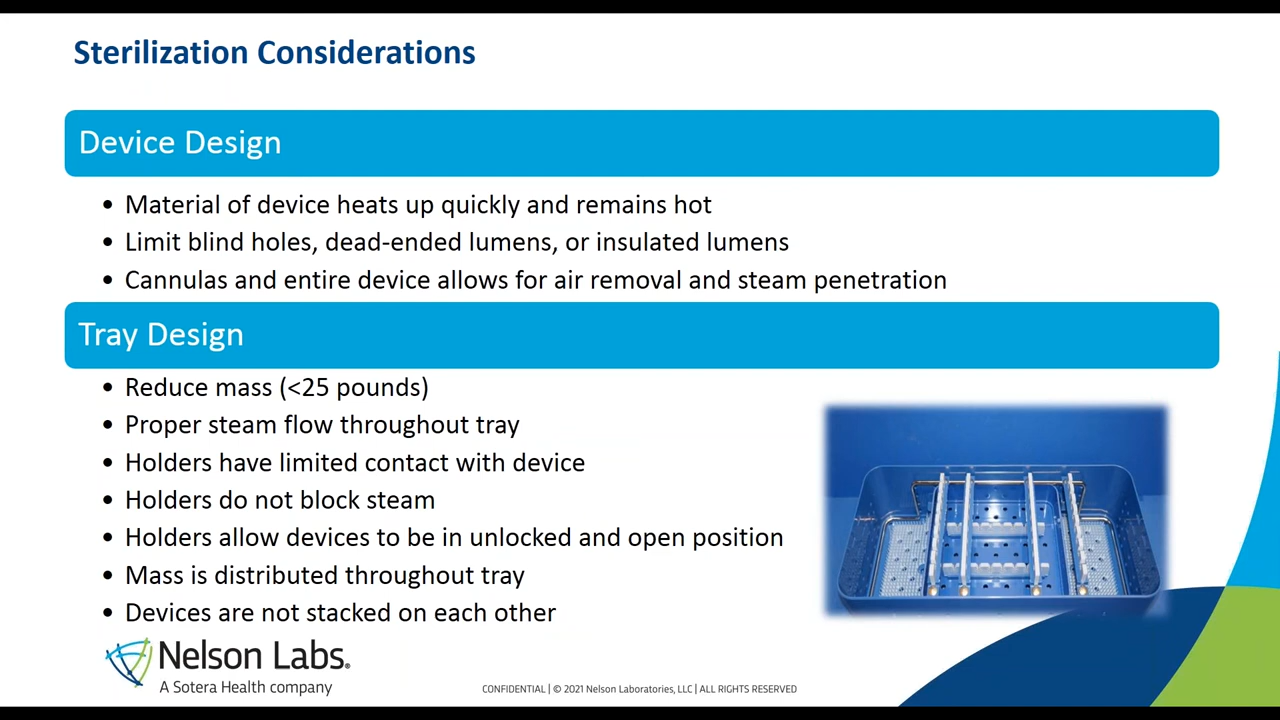 Sterilization Considerations
Device Design
• Material of device heats up quickly and remains hot
• Limit blind holes, dead-ended lumens, or insulated lumens
• Cannulas and entire device allows for air removal and steam penetration
Tray Design
• Reduce mass (<25 pounds)
• Proper steam flow throughout tray
• Holders have limited contact with device
• Holders do not block steam
• Holders allow devices to be in unlocked and open position
• Mass is distributed throughout tray
• Devices are not stacked on each other
Nelson Labs®
A Sotera Health company
CONFIDENTIAL | © 2021 Nelson Laboratories, LLC | ALL RIGHTS RESERVED